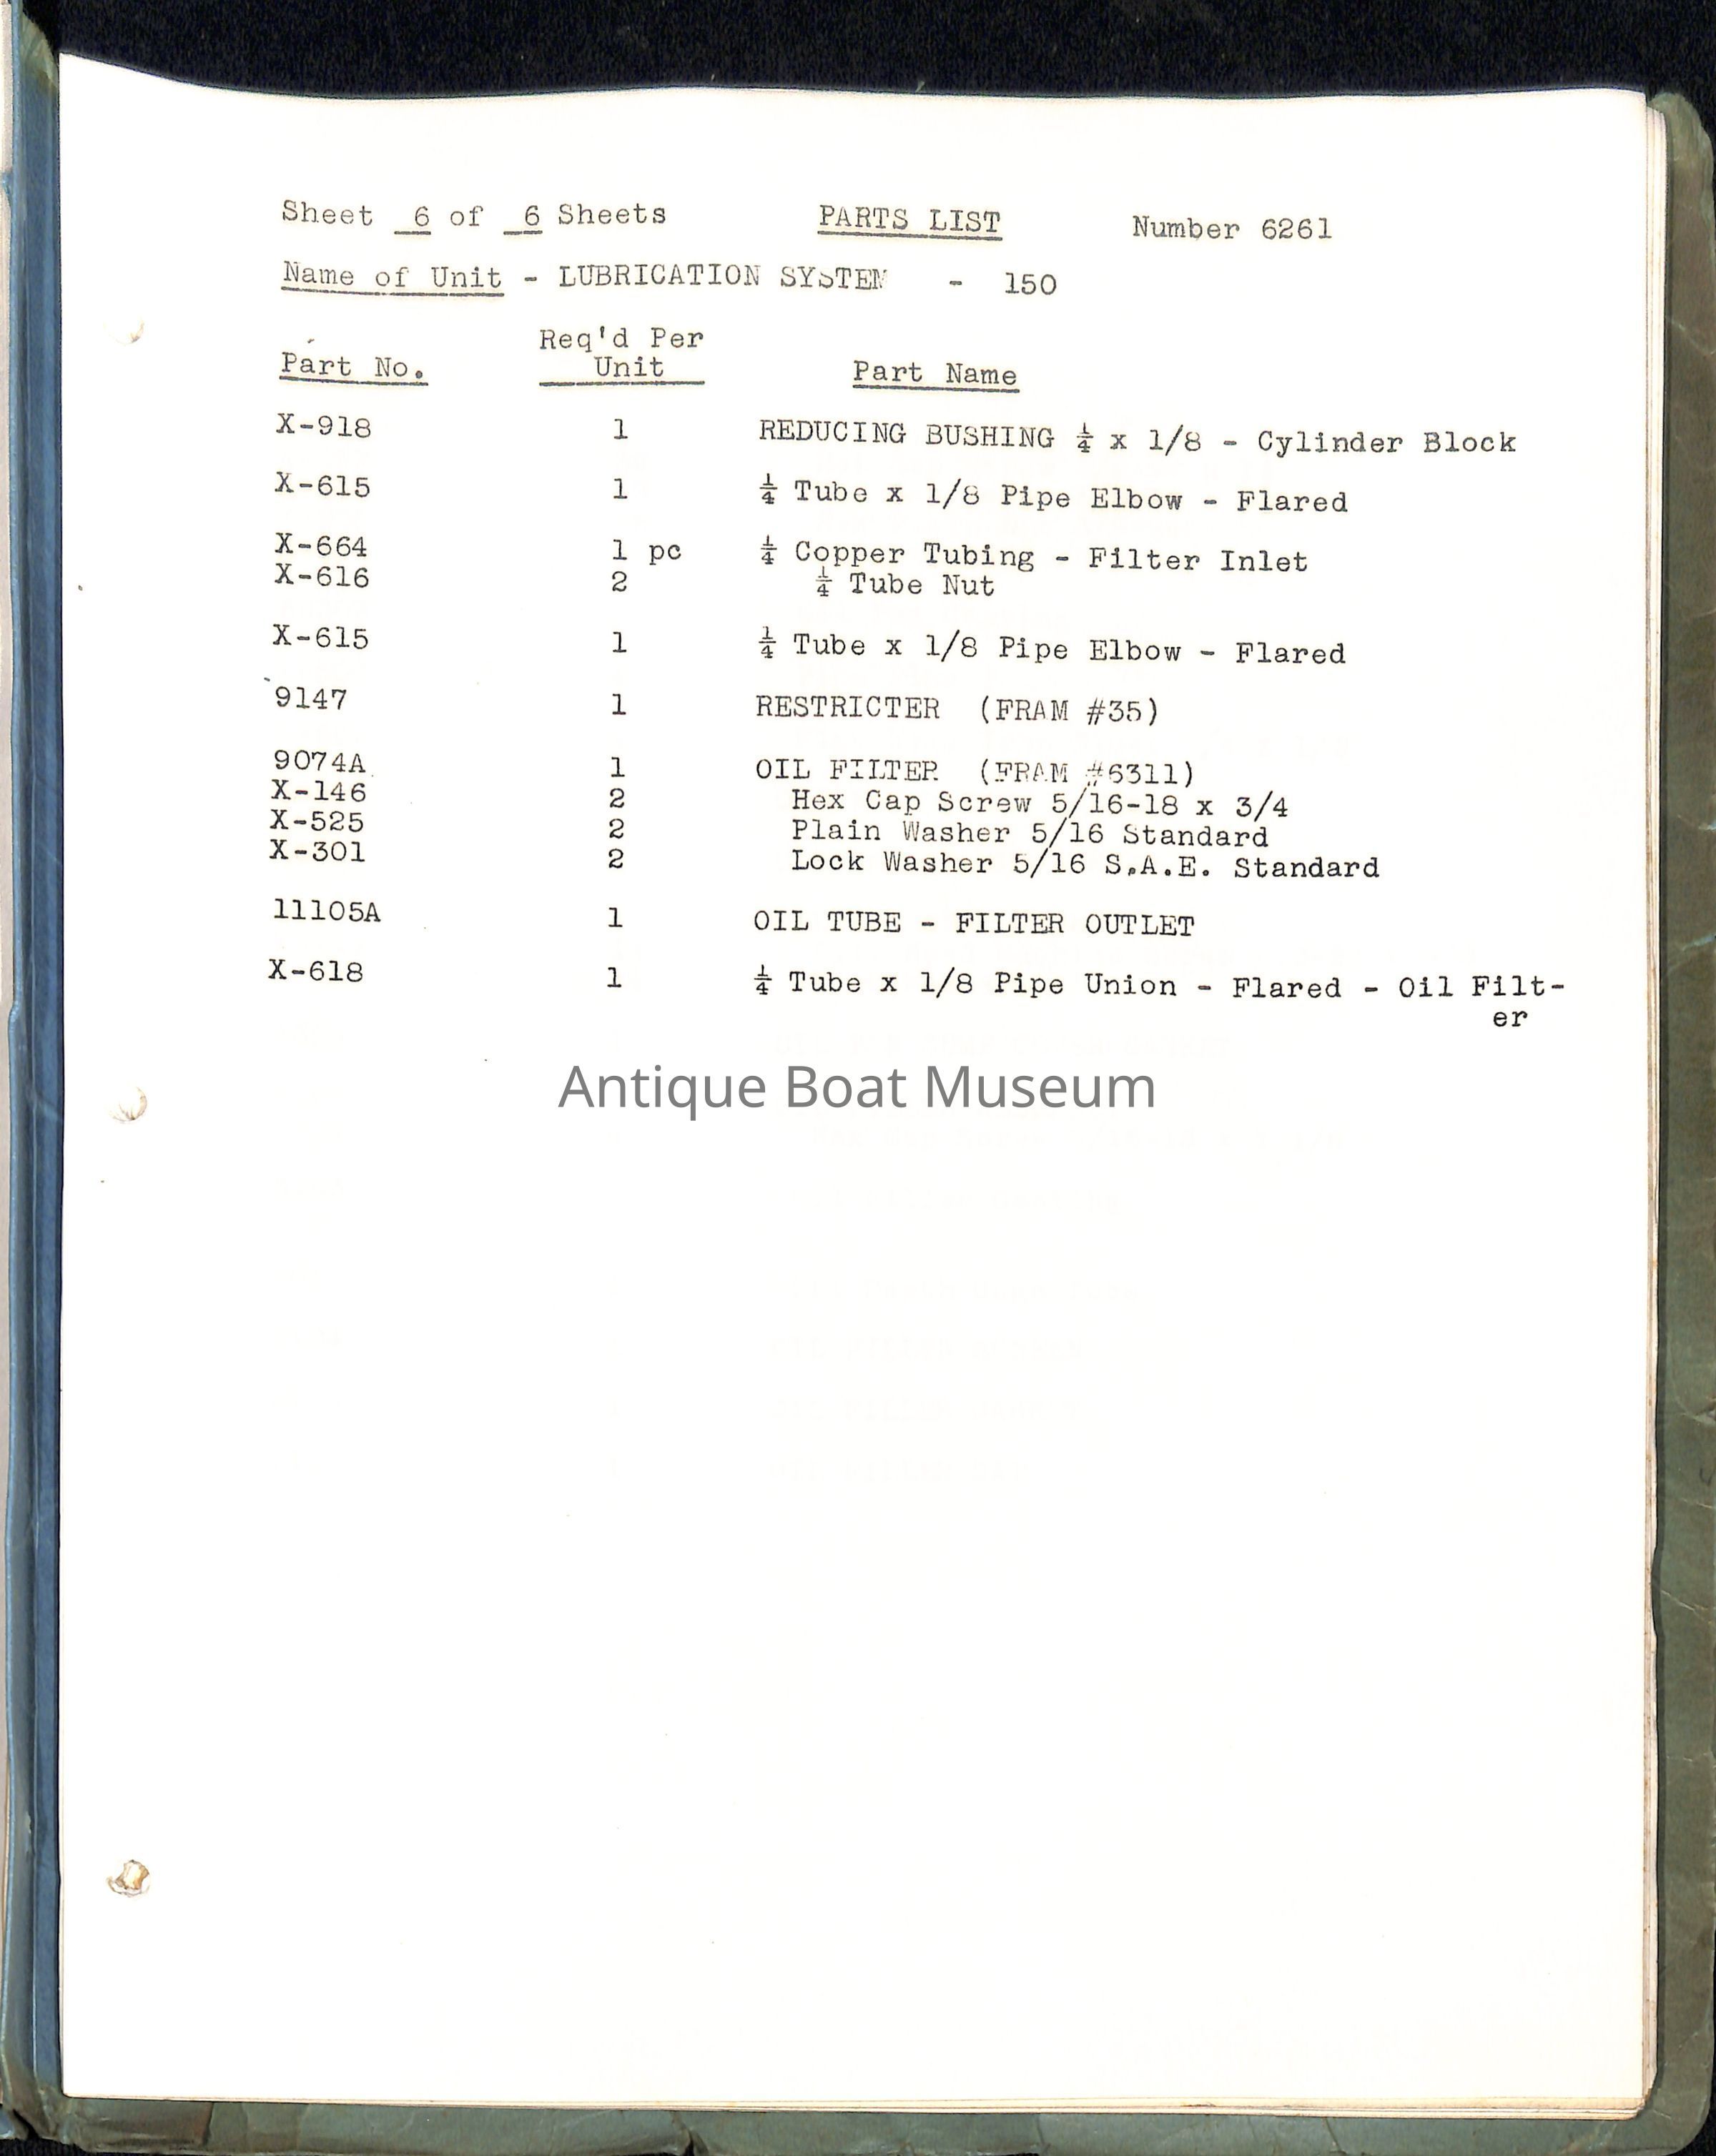 Sheet 6 of 6 Sheets PARTS LIST Number 6261
Name of Unit - LUBRICATION SYSTEM - 150
Req'd Per
Part No. Unit Part Name
X-918 1 REDUCING BUSHING ¼ x 1/8 - Cylinder Block
X-615 1 ¼ Tube x 1/8 Pipe Elbow - Flared
X-664 1 pc ¼ Copper Tubing - Filter Inlet
X-616 2 ¼ Tube Nut
X-615 1 ¼ Tube x 1/8 Pipe Elbow - Flared
9147 1 RESTRICTER (FRAM #35)
9074A 1 OIL FILTER (FRAM #6311)
X-146 2 Hex Cap Screw 5/16-18 x 3/4
X-525 2 Plain Washer 5/16 Standard
X-301 2 Lock Washer 5/16 S.A.E. Standard
11105A 1 OIL TUBE - FILTER OUTLET
X-618 1 ¼ Tube x 1/8 Pipe Union - Flared - Oil Filt-
er
Antique Boat Museum